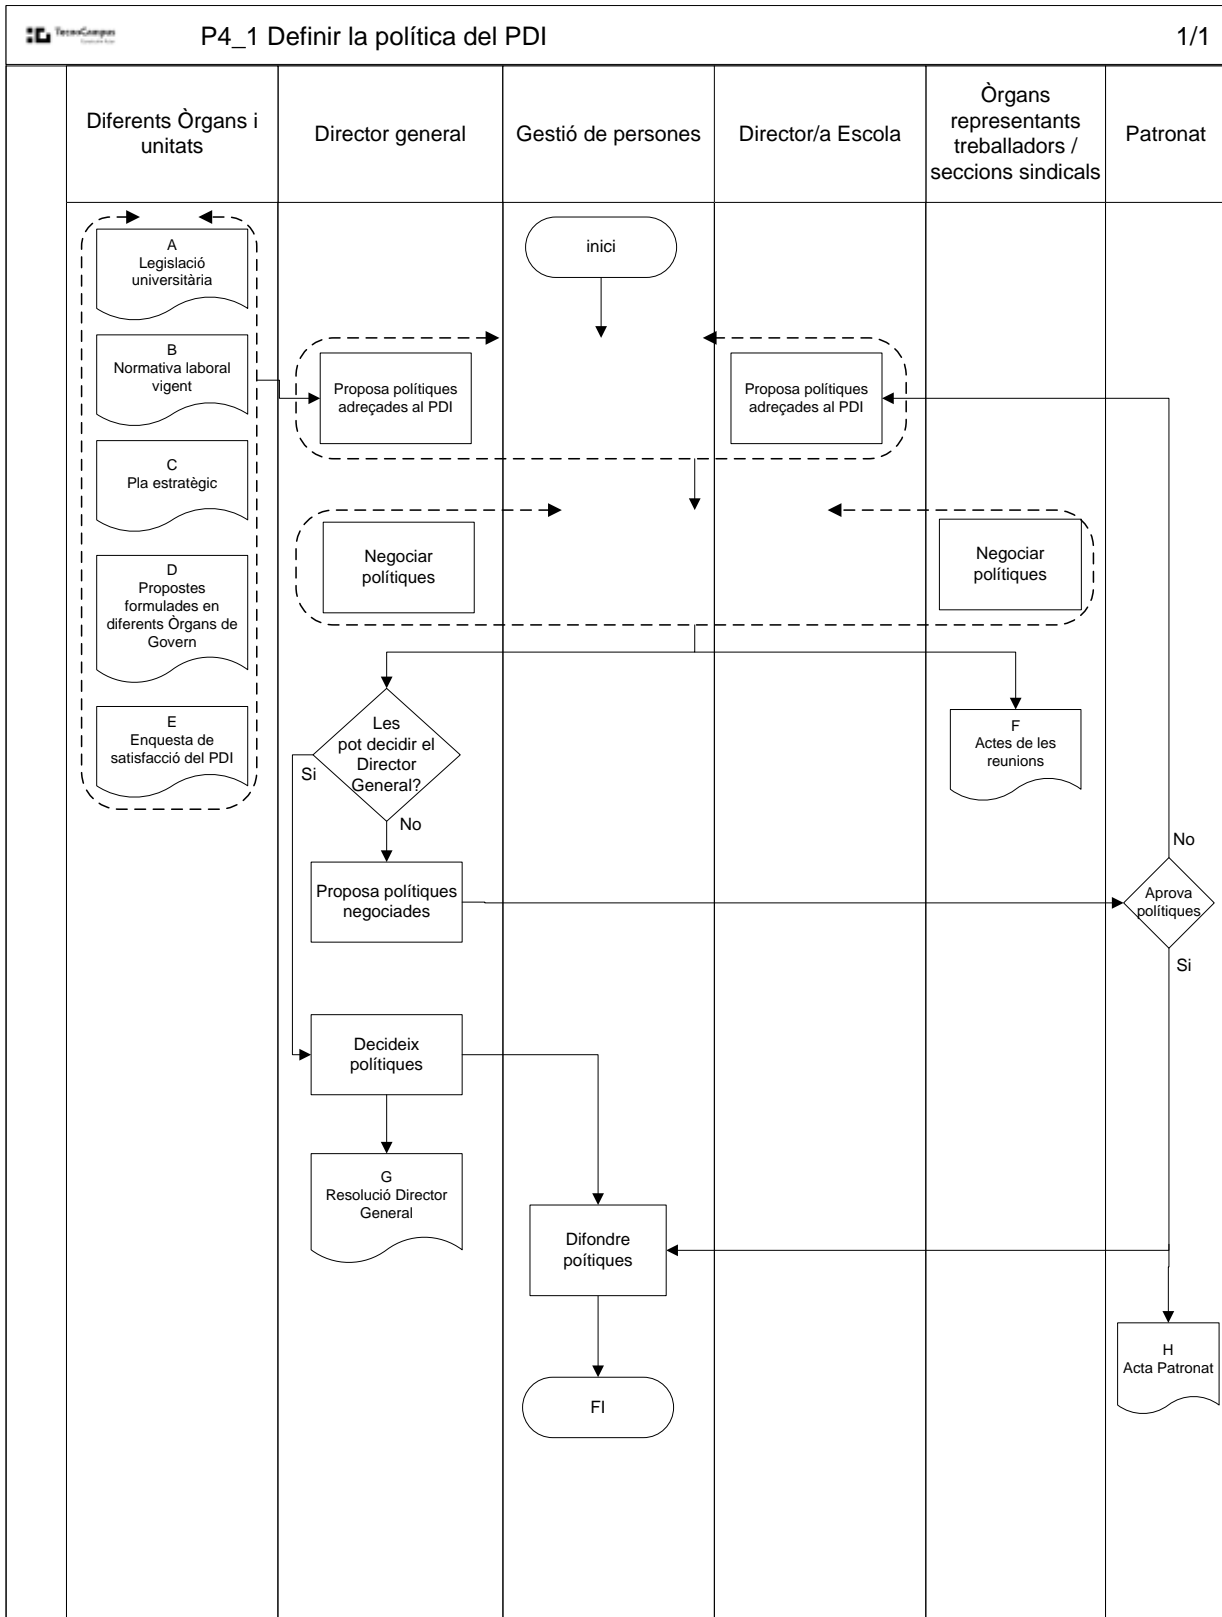 TecnoCampus
P4_1 Definir la política del PDI
1/1
Diferents Òrgans i
unitats
Director general
Gestió de persones
Director/a Escola
Òrgans
representants
treballadors /
seccions sindicals
Patronat
A
Legislació
universitària
inici
B
Normativa laboral
vigent
Proposa polítiques
adreçades al PDI
Proposa polítiques
adreçades al PDI
C
Pla estratègic
Negociar
polítiques
Negociar
polítiques
D
Propostes
formulades en
diferents Òrgans de
Govern
E
Enquesta de
satisfacció del PDI
Les
pot decidir el
Director
General?
Si
No
F
Actes de les
reunions
No
Proposa polítiques
negociades
Aprova
polítiques
Si
Decideix
polítiques
G
Resolució Director
General
Difondre
poítiques
H
Acta Patronat
FI